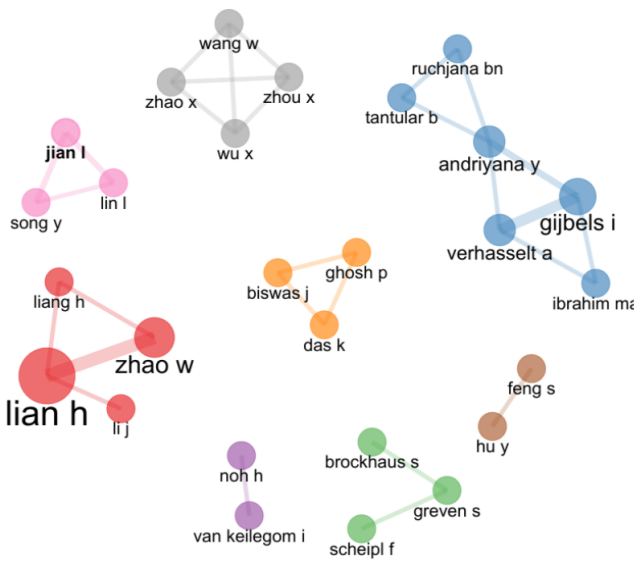 wang w
ruchjana bn
zhao x
zhou x
tantular b
wu x
jian l
andriyana y
lin l
song y
gijbels i
verhasselt a
ghosh p
biswas j
liang h
ibrahim ma
das k
zhao w
lian h
li j
feng s
hu y
brockhaus s
noh h
greven s
van keilegom i
scheipl f